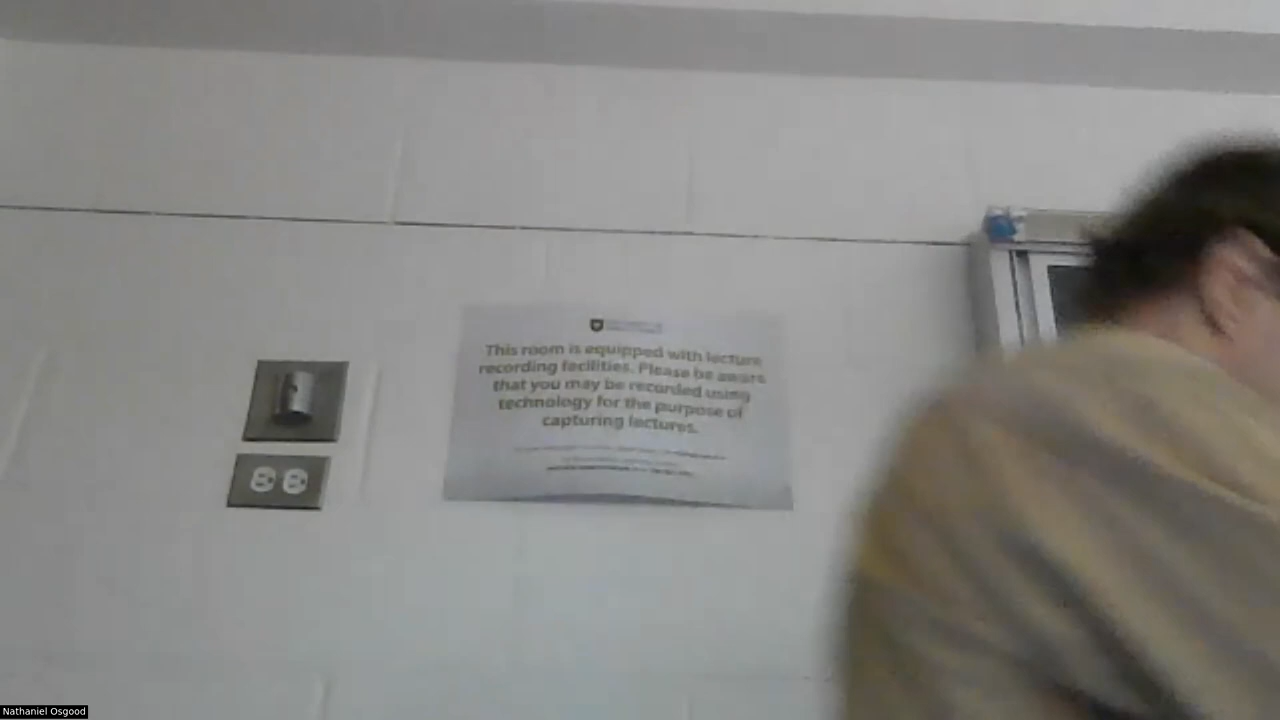 This room is equipped with lecture
recording facilities. Please be aware
that you may be recorded using
technology for the purpose of
capturing lectures.
Nathaniel Osgood